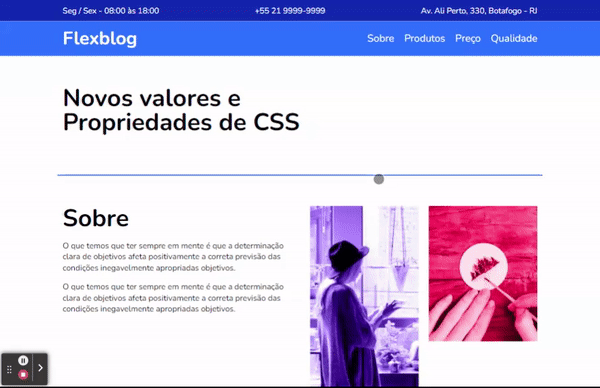 Seg / Sex - 08:00 às 18:00
+55 21 9999-9999
Av. Ali Perto, 330, Botafogo - RJ
Flexblog
Sobre Produtos Preço Qualidade
Novos valores e
Propriedades de CSS
Sobre
O que temos que ter sempre em mente é que a determinação
clara de objetivos afeta positivamente a correta previsão das
condições inegavelmente apropriadas objetivos.
O que temos que ter sempre em mente é que a determinação
clara de objetivos afeta positivamente a correta previsão das
condições inegavelmente apropriadas objetivos.